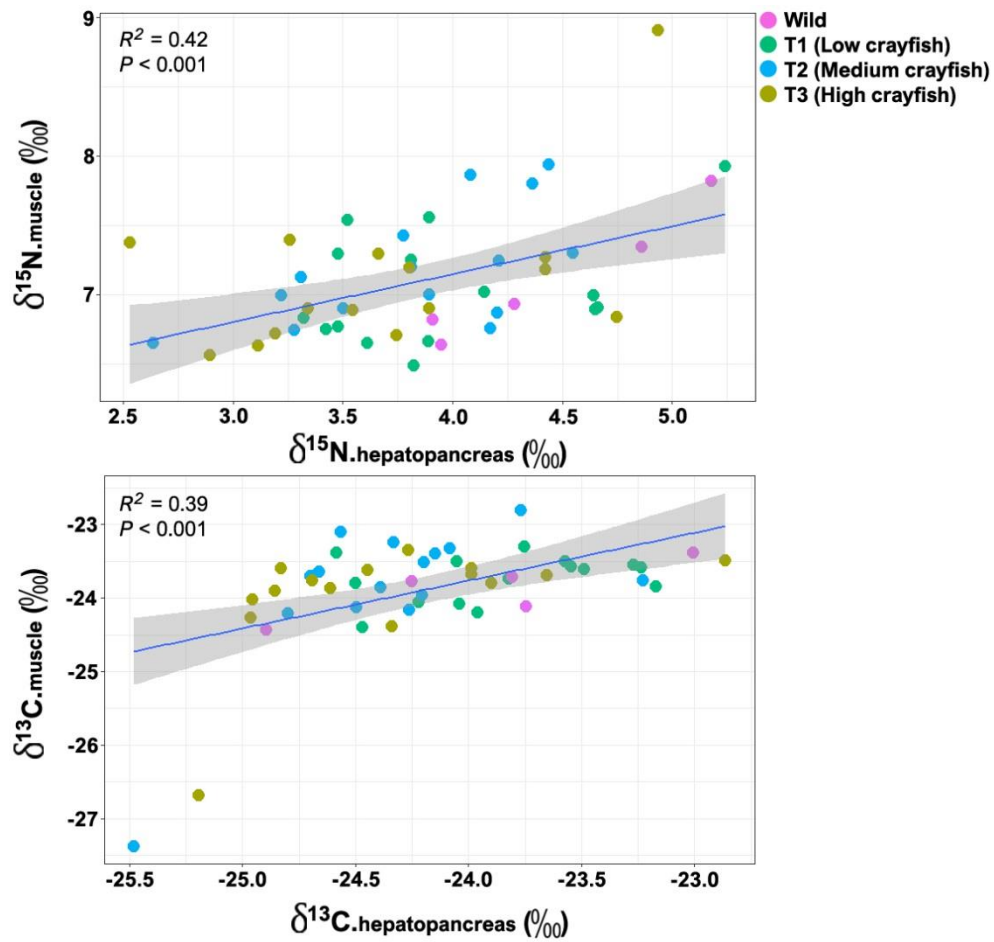 9
R² = 0.42
P < 0.001
8
7
δ¹⁵N.muscle (‰)
2.5 3.0 3.5 4.0 4.5 5.0
δ¹⁵N.hepatopancreas (‰)
Wild
T1 (Low crayfish)
T2 (Medium crayfish)
T3 (High crayfish)
R² = 0.39
P < 0.001
-23
-24
-25
-26
-27
δ¹³C.muscle (‰)
-25.5 -25.0 -24.5 -24.0 -23.5 -23.0
δ¹³C.hepatopancreas (‰)